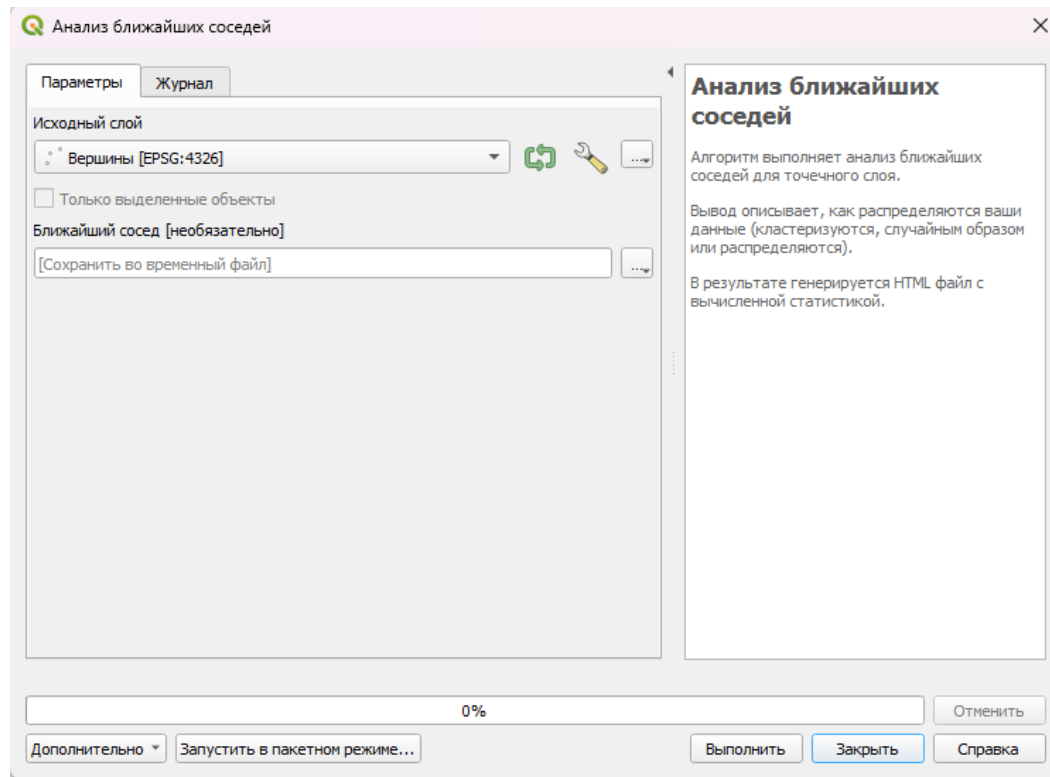 Анализ ближайших соседей
Параметры
Журнал
Исходный слой
Вершины [EPSG:4326]
...
Только выделенные объекты
Ближайший сосед [необязательно]
[Сохранить во временный файл]
...
Анализ ближайших
соседей
Алгоритм выполняет анализ ближайших
соседей для точечного слоя.
Вывод описывает, как распределяются ваши
данные (кластеризуются, случайным образом
или распределяются).
В результате генерируется HTML файл с
вычисленной статистикой.
0%
Отменить
Дополнительно
Запустить в пакетном режиме...
Выполнить
Закрыть
Справка